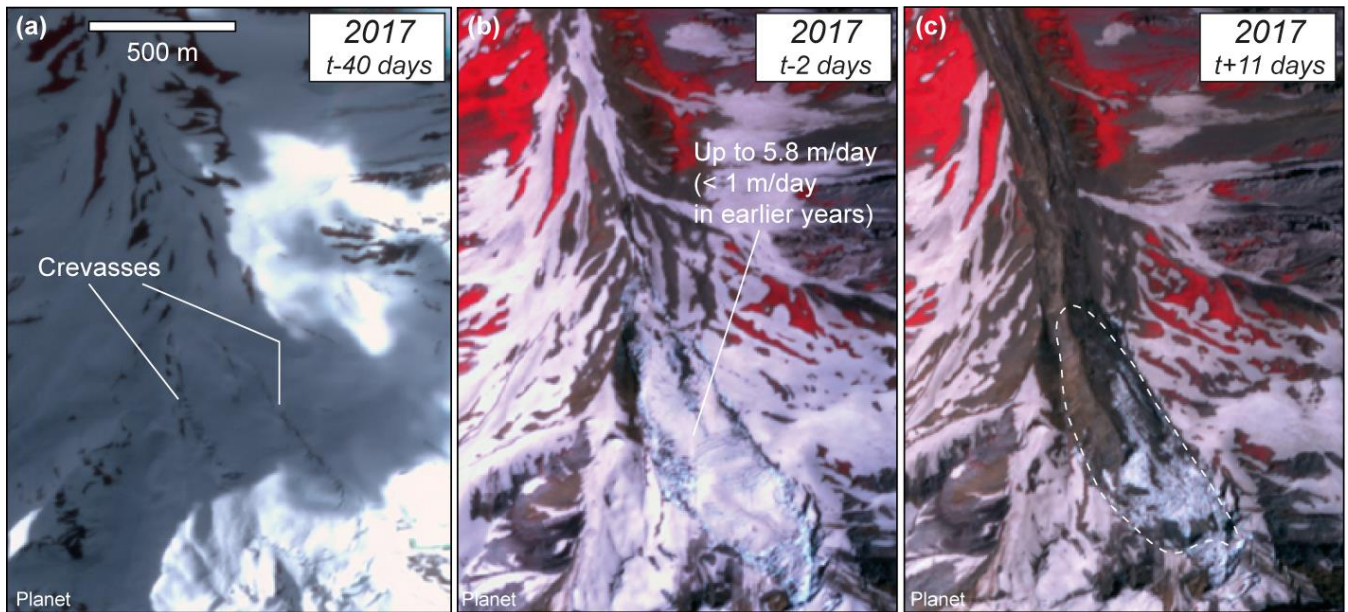 (a)
500 m
2017
t-40 days
Crevasses
Planet
(b)
2017
t-2 days
Up to 5.8 m/day
(< 1 m/day
in earlier years)
Planet
(c)
2017
t+11 days
Planet